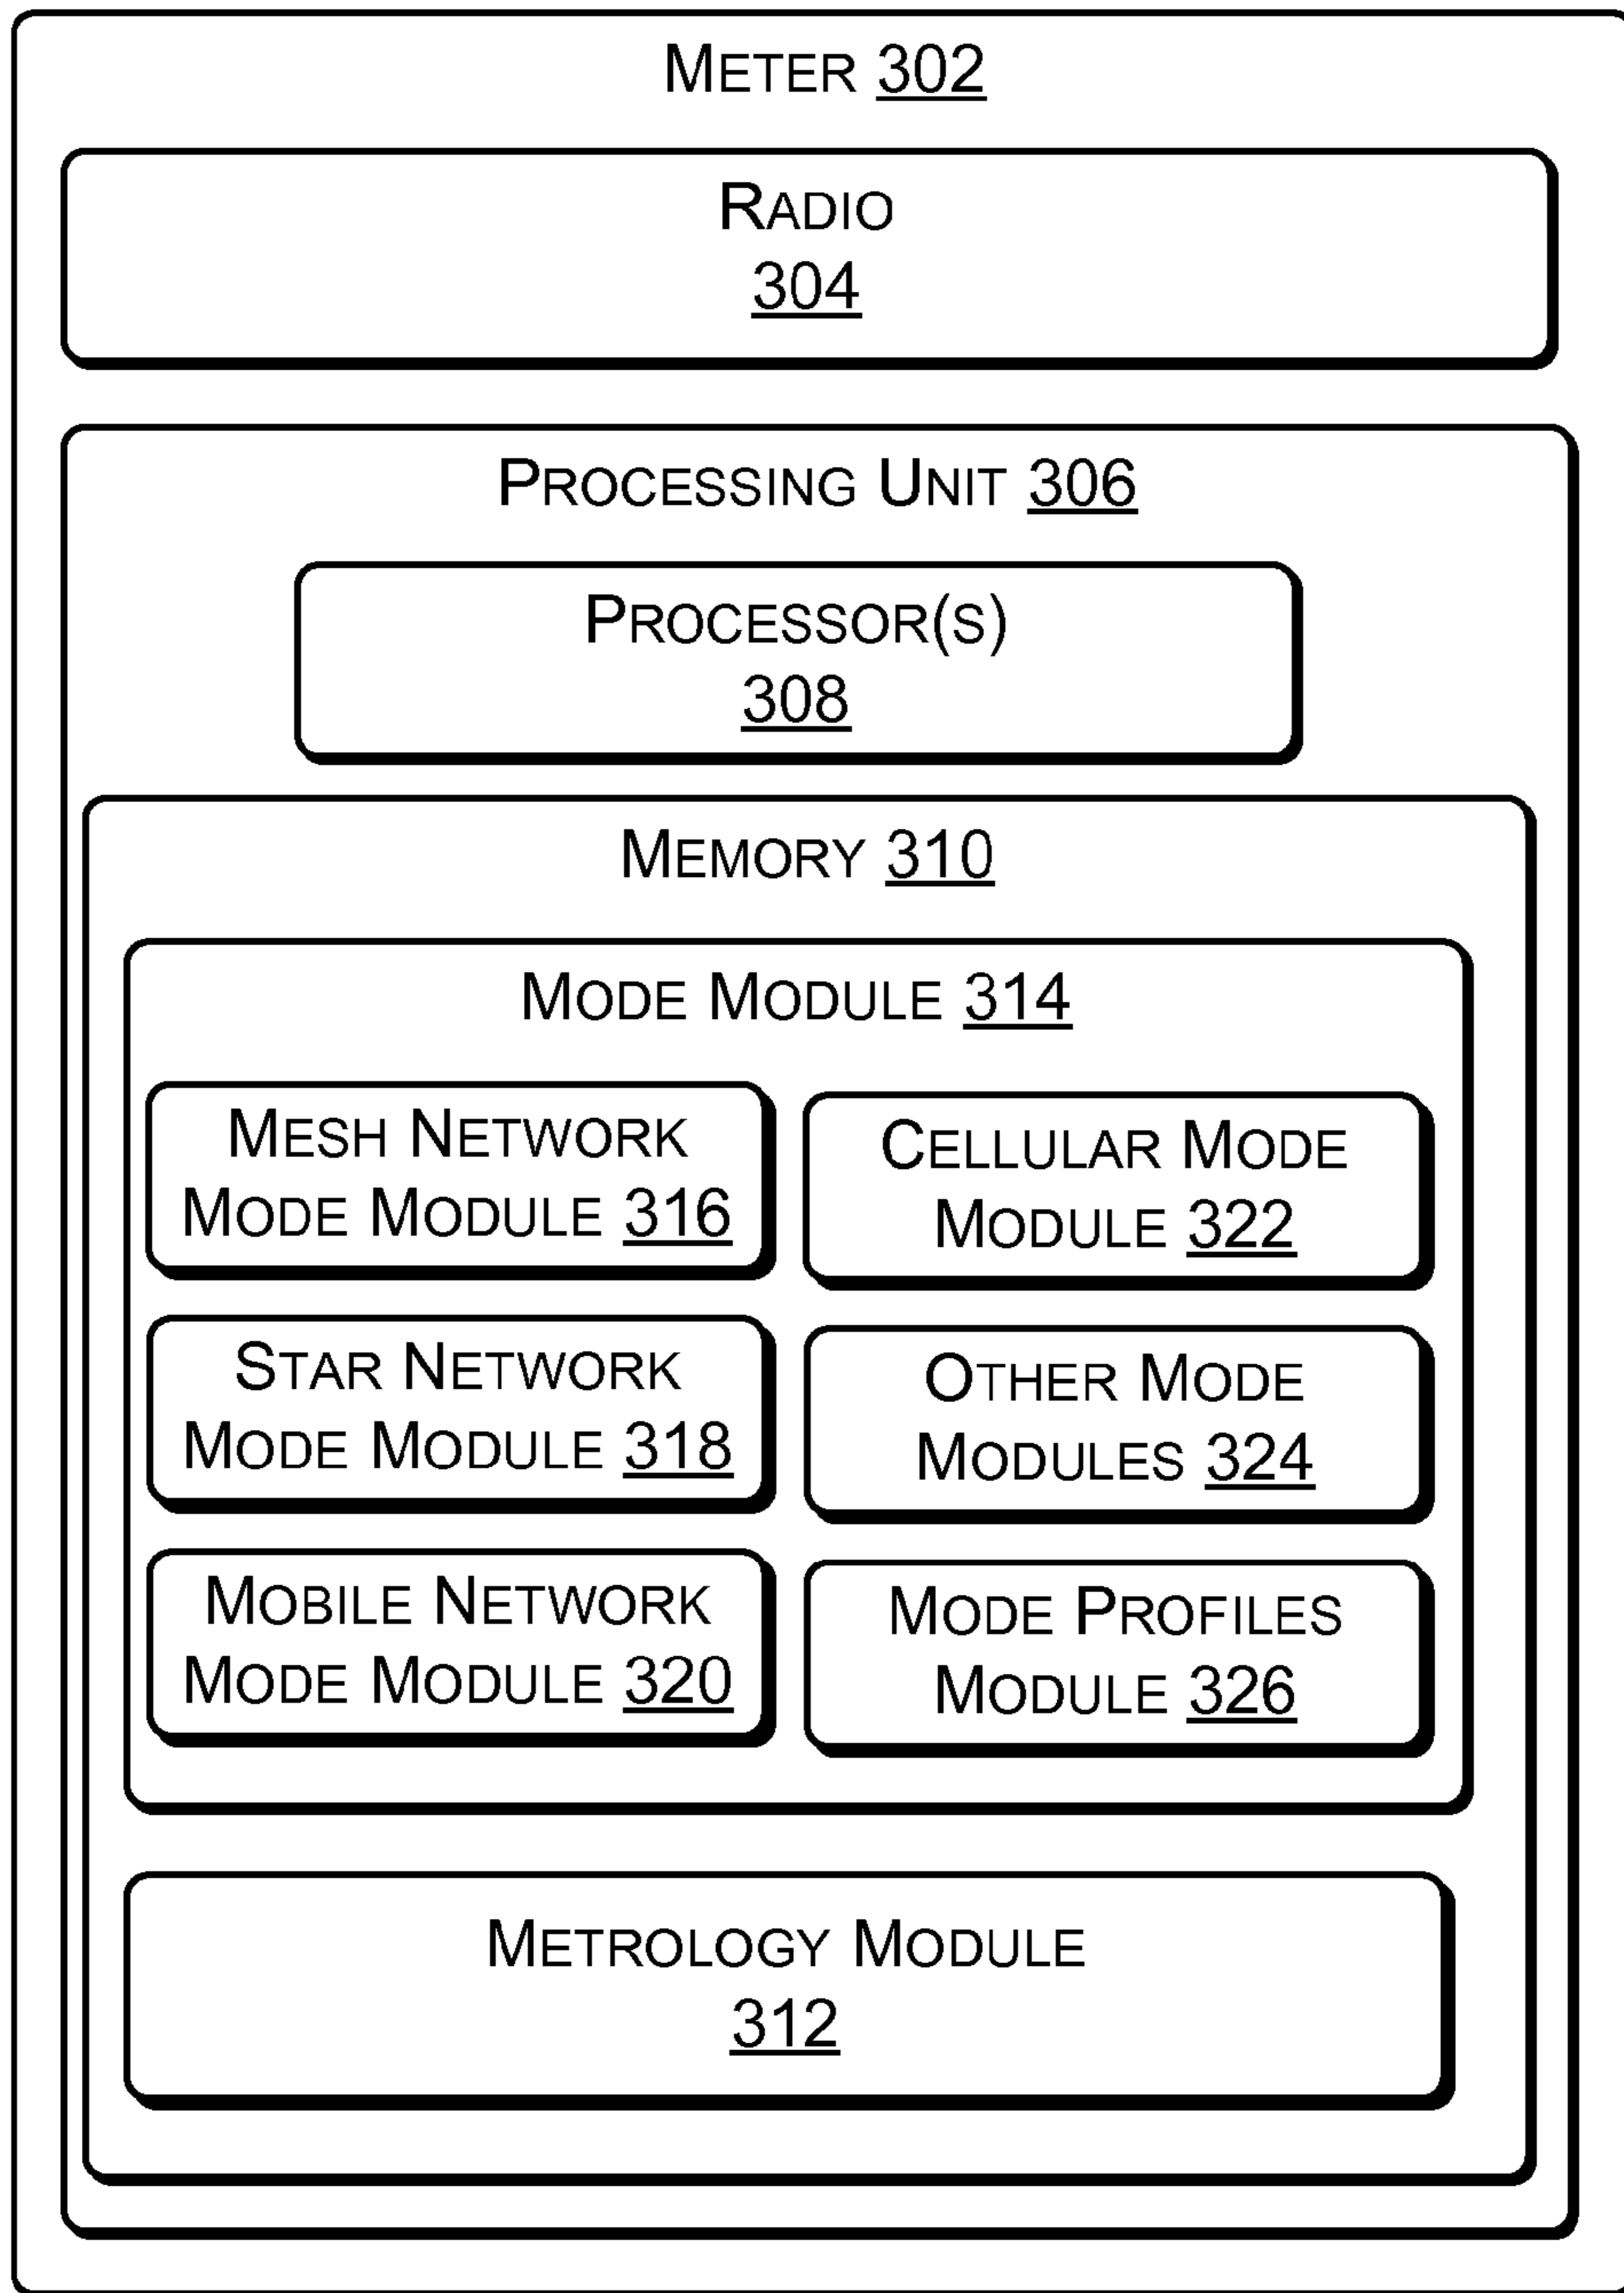 METER 302
RADIO
304
PROCESSING UNIT 306
PROCESSOR(S)
308
MEMORY 310
MODE MODULE 314
MESH NETWORK
MODE MODULE 316
CELLULAR MODE
MODULE 322
STAR NETWORK
MODE MODULE 318
OTHER MODE
MODULES 324
MOBILE NETWORK
MODE MODULE 320
MODE PROFILES
MODULE 326
METROLOGY MODULE
312